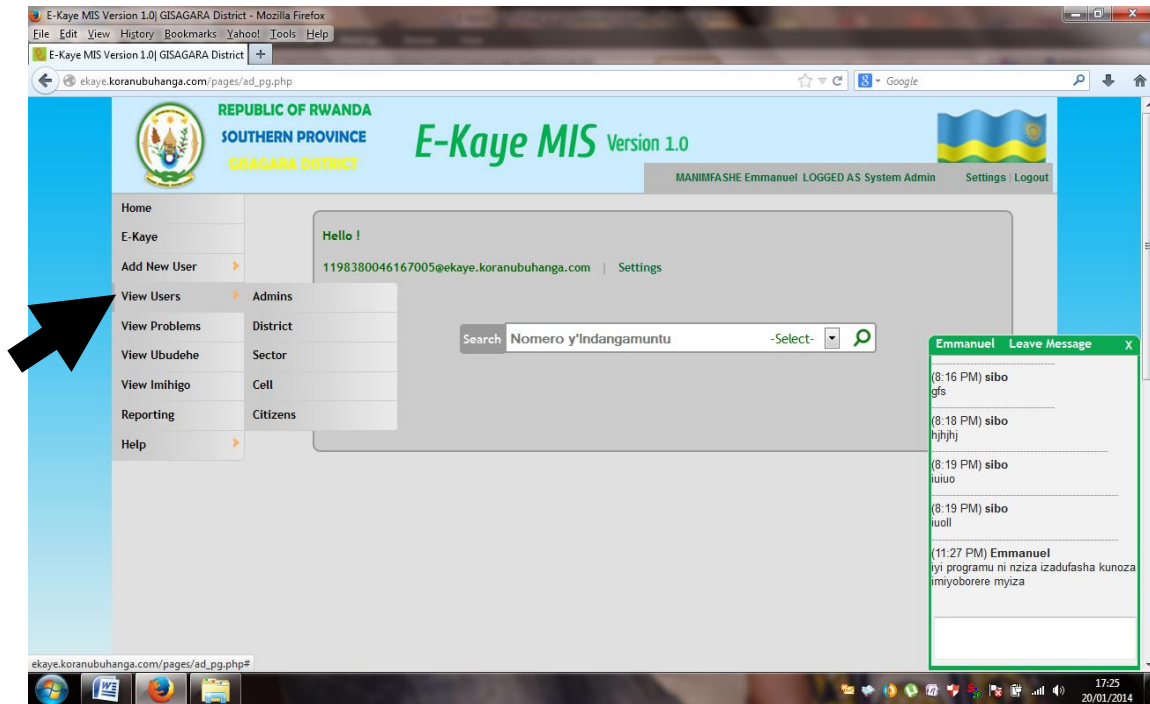 E-Kaye MIS Version 1.0| GISAGARA District - Mozilla Firefox
File Edit View History Bookmarks Yahoo! Tools Help
E-Kaye MIS Version 1.0| GISAGARA District +
ekaye.koranubuhanga.com/pages/ad_pg.php
Google
REPUBLIC OF RWANDA
SOUTHERN PROVINCE
GISAGARA DISTRICT
E-Kaye MIS Version 1.0
MANIMFASHE Emmanuel LOGGED AS System Admin Settings | Logout
Home
E-Kaye
Add New User
View Users
View Problems
View Ubudehe
View Imihigo
Reporting
Help
Admins
District
Sector
Cell
Citizens
Hello !
1198380046167005@ekaye.koranubuhanga.com | Settings
Search Nomero y'Indangamuntu -Select-
Emmanuel Leave Message X
(8:16 PM) sibo
gfs
(8:18 PM) sibo
hjhjhj
(8:19 PM) sibo
iuiuo
(8:19 PM) sibo
iuoll
(11:27 PM) Emmanuel
iyi programu ni nziza izadufasha kunoza
imiyoborere myiza
ekaye.koranubuhanga.com/pages/ad_pg.php#
17:25
20/01/2014